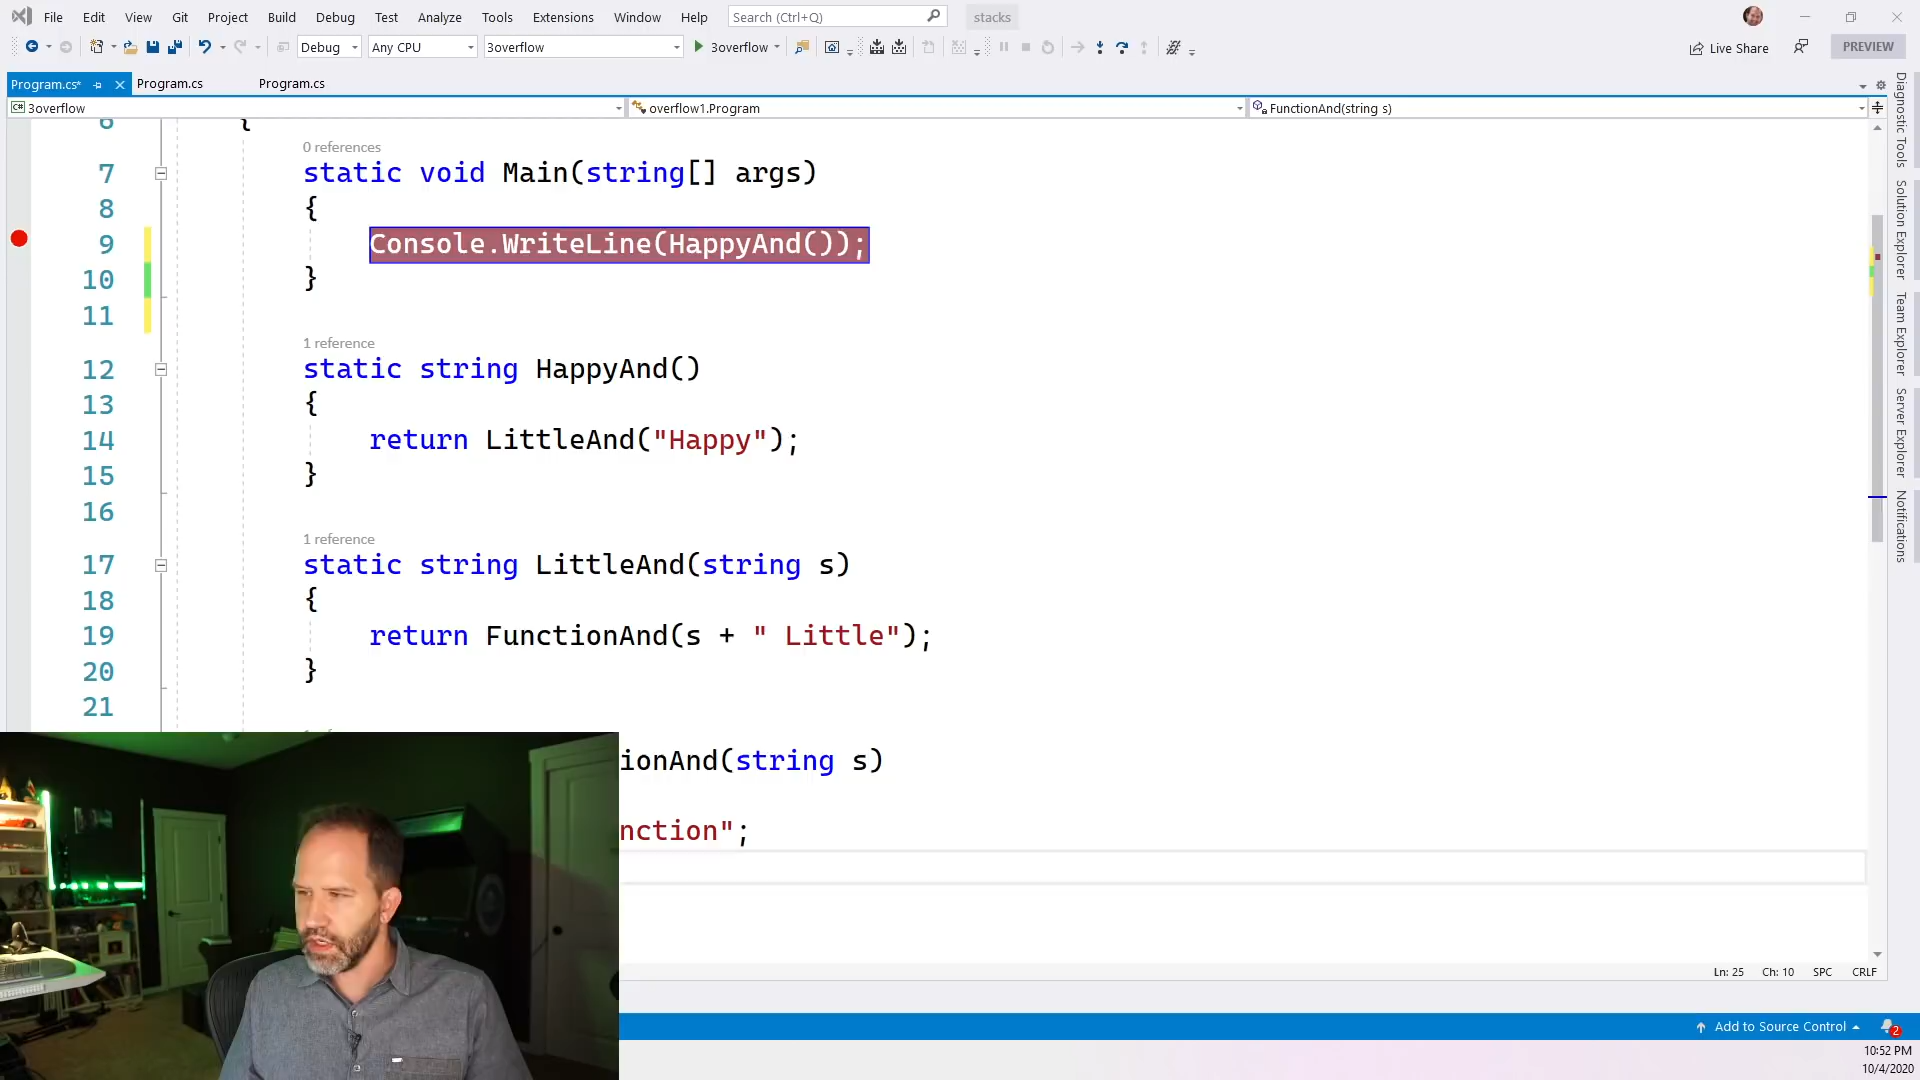 File Edit View Git Project Build Debug Test Analyze Tools Extensions Window Help Search (Ctrl+Q) stacks
Debug Any CPU 3overflow 3overflow Live Share PREVIEW
Program.cs* Program.cs Program.cs
C# 3overflow overflow1.Program FunctionAnd(string s)
6 {
0 references
7 static void Main(string[] args)
8 {
9 Console.WriteLine(HappyAnd());
10 }
11
1 reference
12 static string HappyAnd()
13 {
14 return LittleAnd("Happy");
15 }
16
1 reference
17 static string LittleAnd(string s)
18 {
19 return FunctionAnd(s + " Little");
20 }
21
ionAnd(string s)
nction";
Diagnostic Tools
Solution Explorer
Team Explorer
Server Explorer
Notifications
Ln: 25 Ch: 10 SPC CRLF
Add to Source Control 2
10:52 PM
10/4/2020